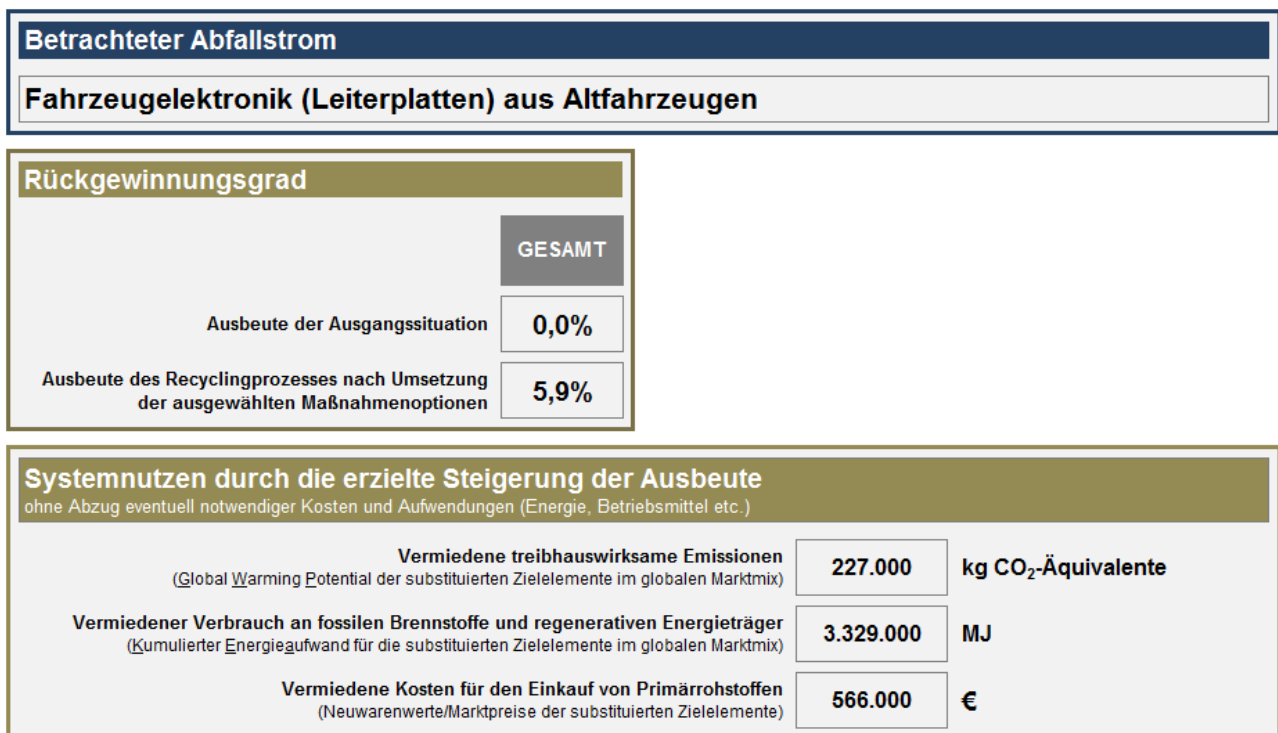 Betrachteter Abfallstrom
Fahrzeugelektronik (Leiterplatten) aus Altfahrzeugen
Rückgewinnungsgrad
GESAMT
Ausbeute der Ausgangssituation 0,0%
Ausbeute des Recyclingprozesses nach Umsetzung
der ausgewählten Maßnahmenoptionen 5,9%
Systemnutzen durch die erzielte Steigerung der Ausbeute
ohne Abzug eventuell notwendiger Kosten und Aufwendungen (Energie, Betriebsmittel etc.)
Vermiedene treibhauswirksame Emissionen
(Global Warming Potential der substituierten Zielelemente im globalen Marktmix)
227.000 kg CO₂-Äquivalente
Vermiedener Verbrauch an fossilen Brennstoffe und regenerativen Energieträger
(Kumulierter Energieaufwand für die substituierten Zielelemente im globalen Marktmix)
3.329.000 MJ
Vermiedene Kosten für den Einkauf von Primärrohstoffen
(Neuwarenwerte/Marktpreise der substituierten Zielelemente)
566.000 €